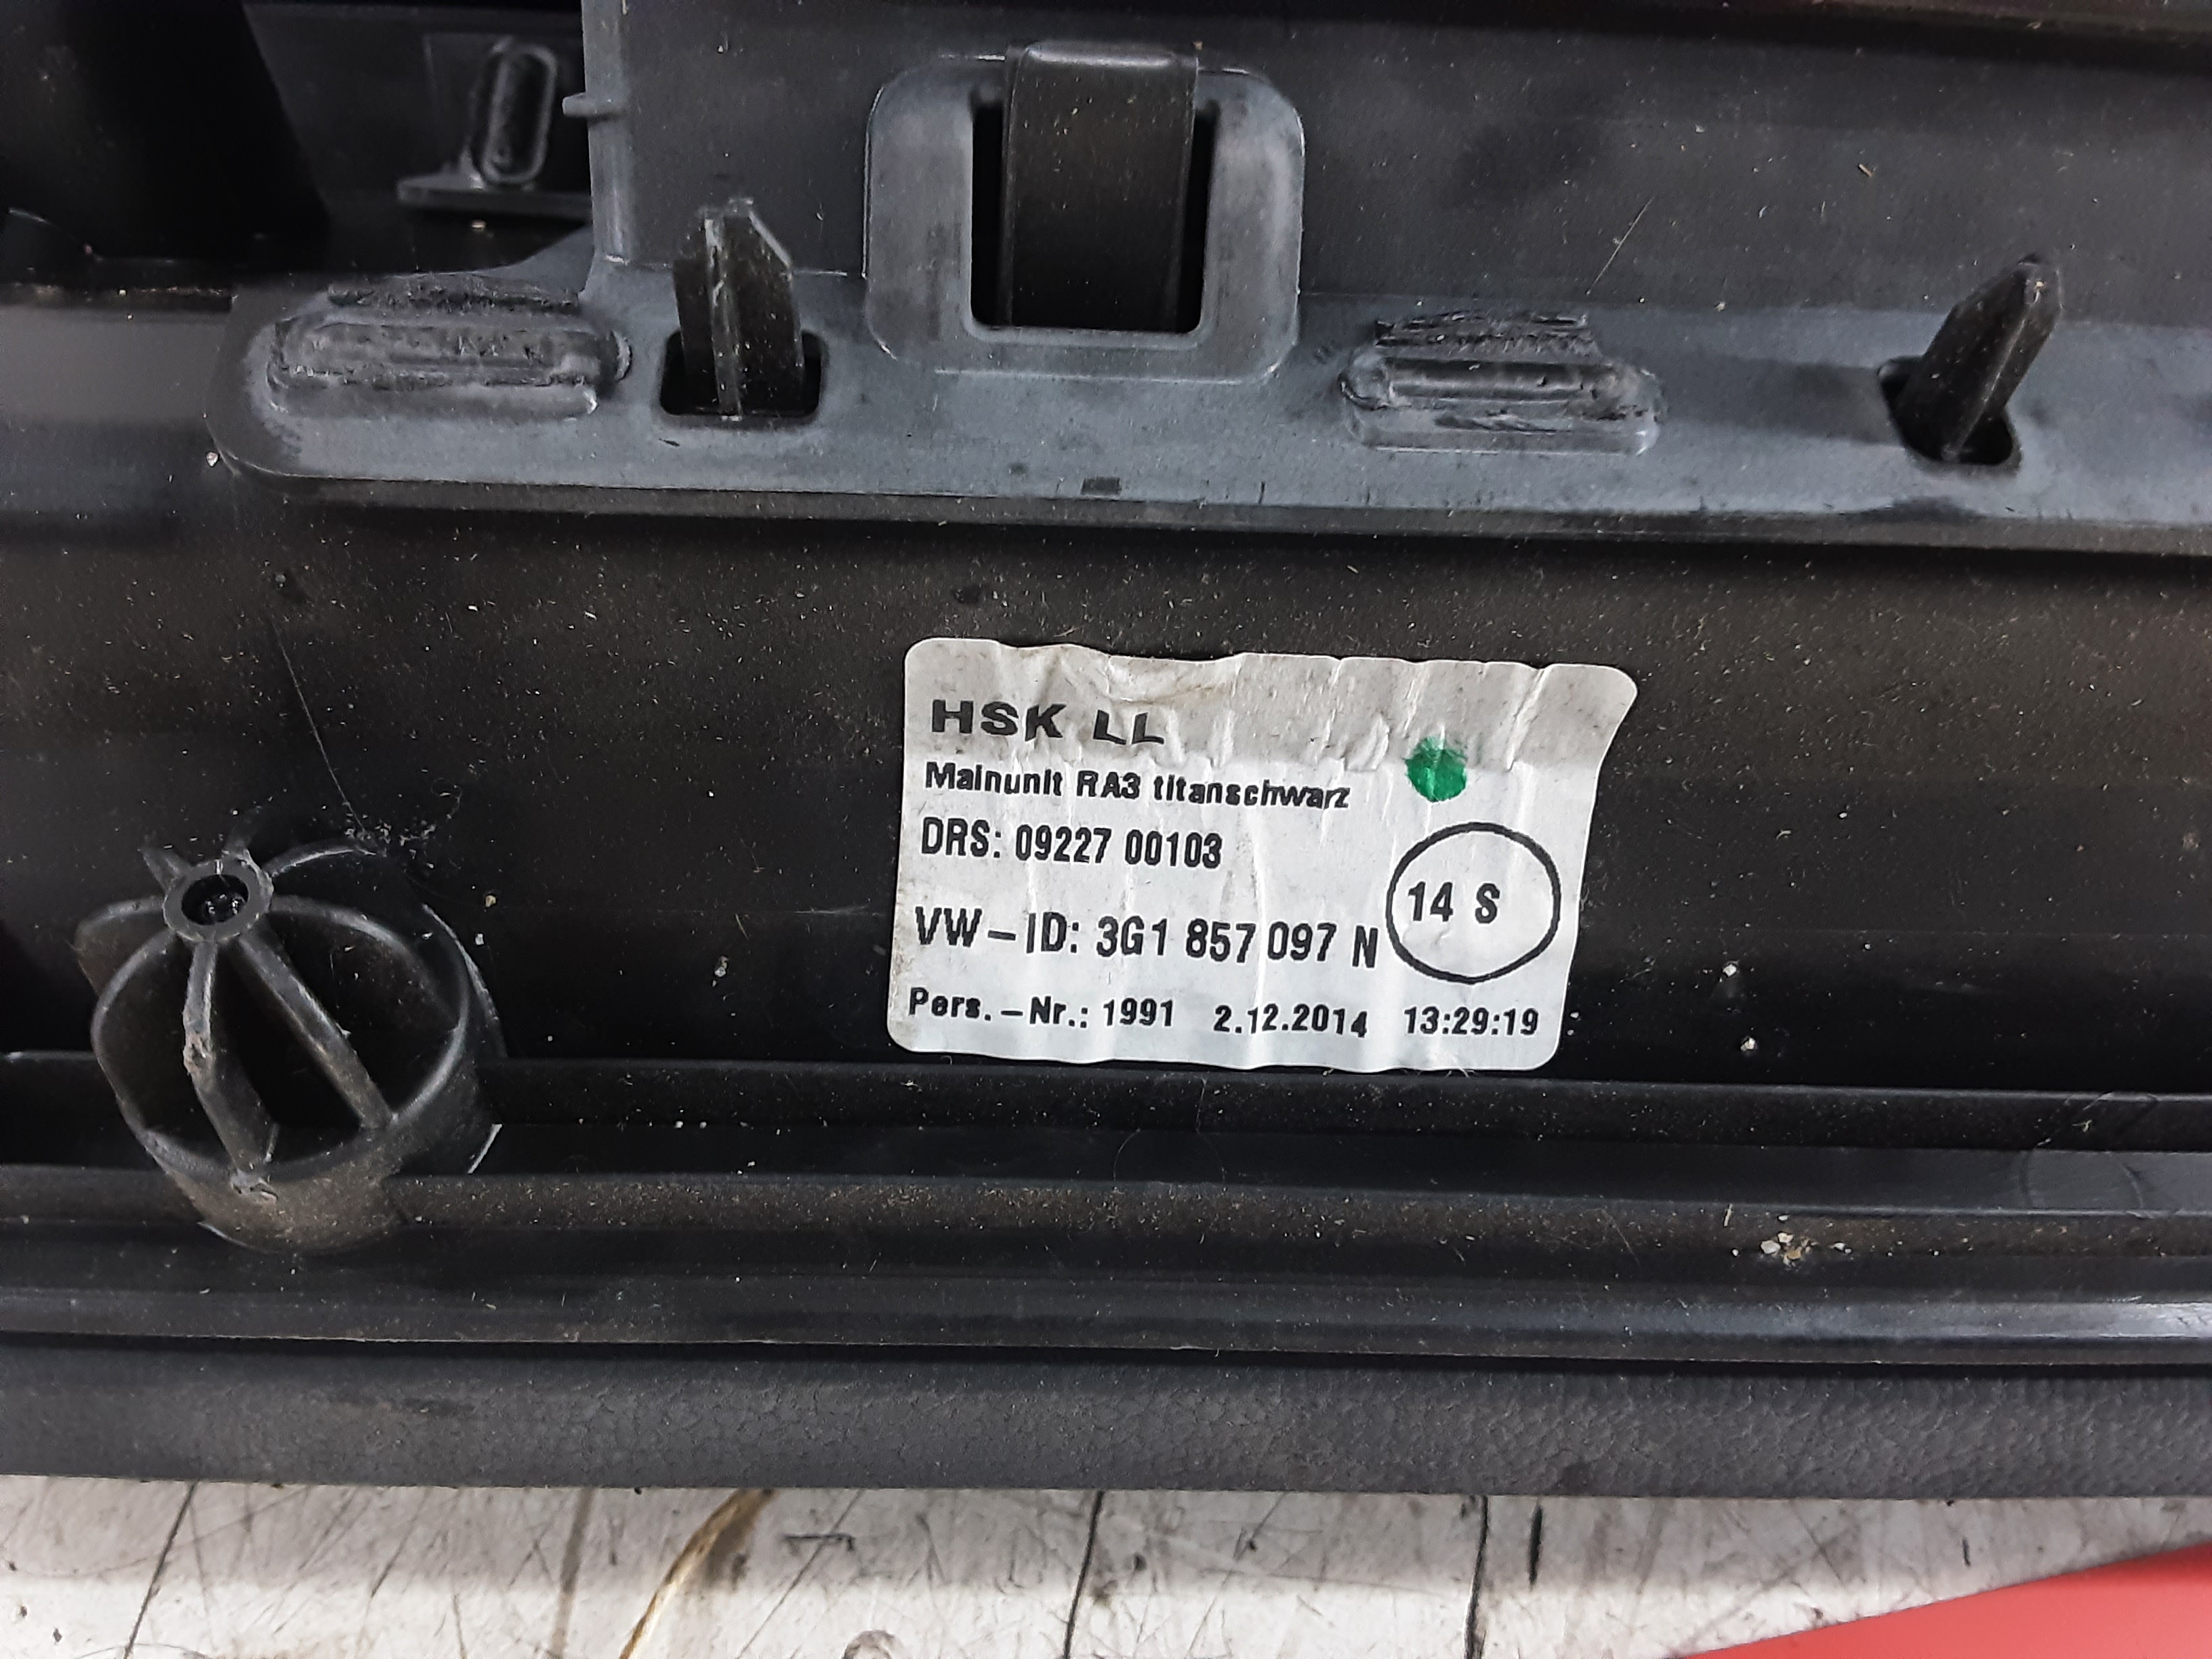 HSK LL
Mainunit RA3 titanschwarz
DRS: 09227 00103
14 S
VW-ID: 3G1 857 097 N
Pers.-Nr.: 1991 2.12.2014 13:29:19